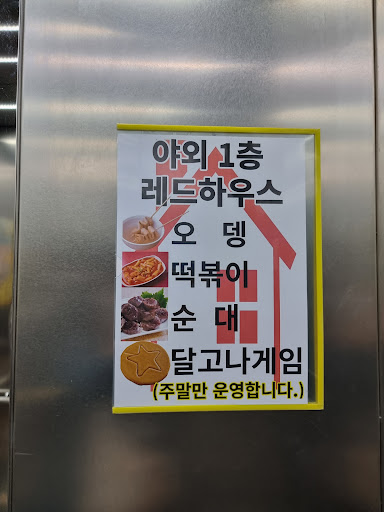 야외 1층
레드하우스
오 뎅
떡볶이
순 대
달고나게임
(주말만 운영합니다.)